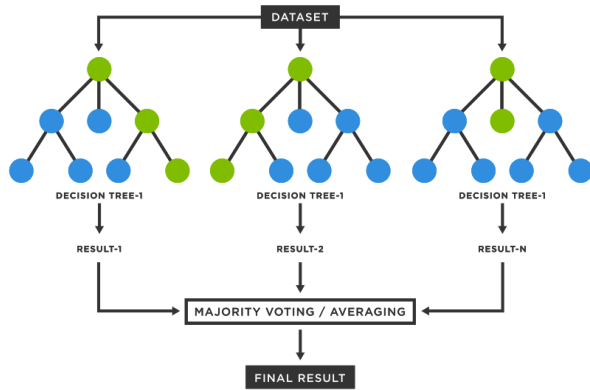 DATASET
DECISION TREE-1
DECISION TREE-1
DECISION TREE-1
RESULT-1
RESULT-2
RESULT-N
MAJORITY VOTING / AVERAGING
FINAL RESULT